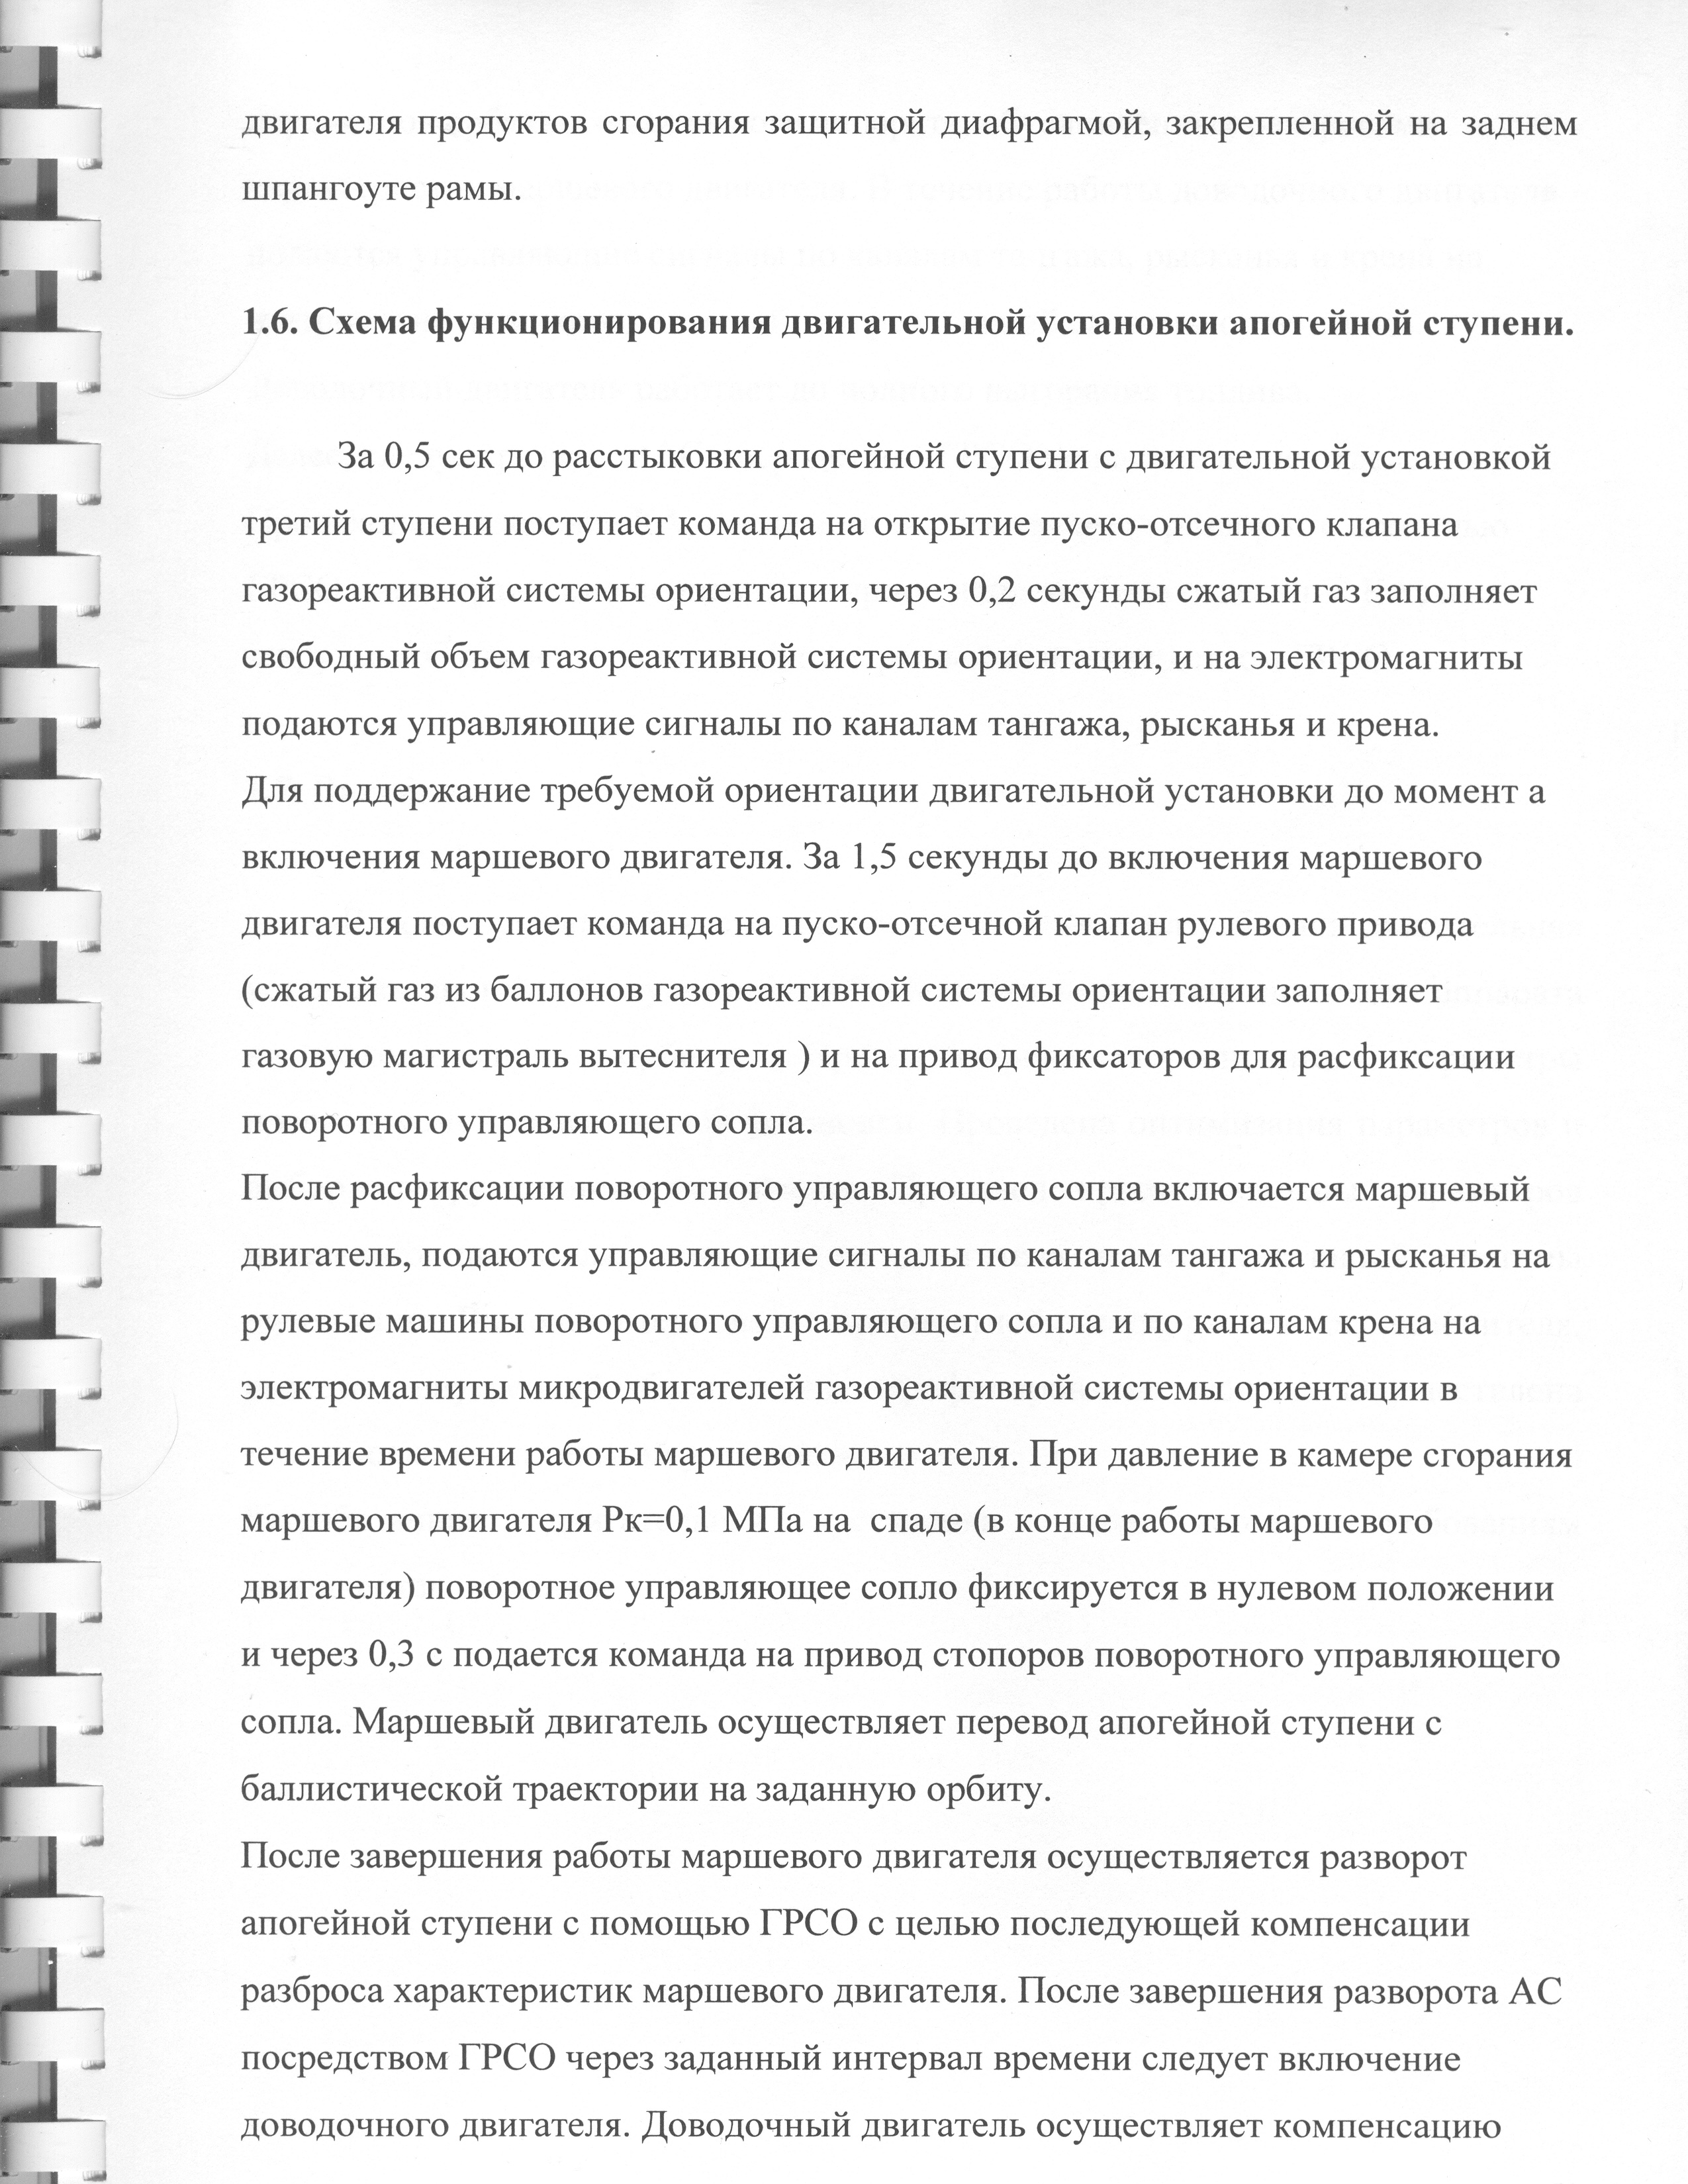 двигателя продуктов сгорания защитной диафрагмой, закрепленной на заднем
шпангоуте рамы.
1.6. Схема функционирования двигательной установки апогейной ступени.
За 0,5 сек до расстыковки апогейной ступени с двигательной установкой
третий ступени поступает команда на открытие пуско-отсечного клапана
газореактивной системы ориентации, через 0,2 секунды сжатый газ заполняет
свободный объем газореактивной системы ориентации, и на электромагниты
подаются управляющие сигналы по каналам тангажа, рысканья и крена.
Для поддержание требуемой ориентации двигательной установки до момент а
включения маршевого двигателя. За 1,5 секунды до включения маршевого
двигателя поступает команда на пуско-отсечной клапан рулевого привода
(сжатый газ из баллонов газореактивной системы ориентации заполняет
газовую магистраль вытеснителя ) и на привод фиксаторов для расфиксации
поворотного управляющего сопла.
После расфиксации поворотного управляющего сопла включается маршевый
двигатель, подаются управляющие сигналы по каналам тангажа и рысканья на
рулевые машины поворотного управляющего сопла и по каналам крена на
электромагниты микродвигателей газореактивной системы ориентации в
течение времени работы маршевого двигателя. При давление в камере сгорания
маршевого двигателя Рк=0,1 МПа на  спаде (в конце работы маршевого
двигателя) поворотное управляющее сопло фиксируется в нулевом положении
и через 0,3 с подается команда на привод стопоров поворотного управляющего
сопла. Маршевый двигатель осуществляет перевод апогейной ступени с
баллистической траектории на заданную орбиту.
После завершения работы маршевого двигателя осуществляется разворот
апогейной ступени с помощью ГРСО с целью последующей компенсации
разброса характеристик маршевого двигателя. После завершения разворота АС
посредством ГРСО через заданный интервал времени следует включение
доводочного двигателя. Доводочный двигатель осуществляет компенсацию